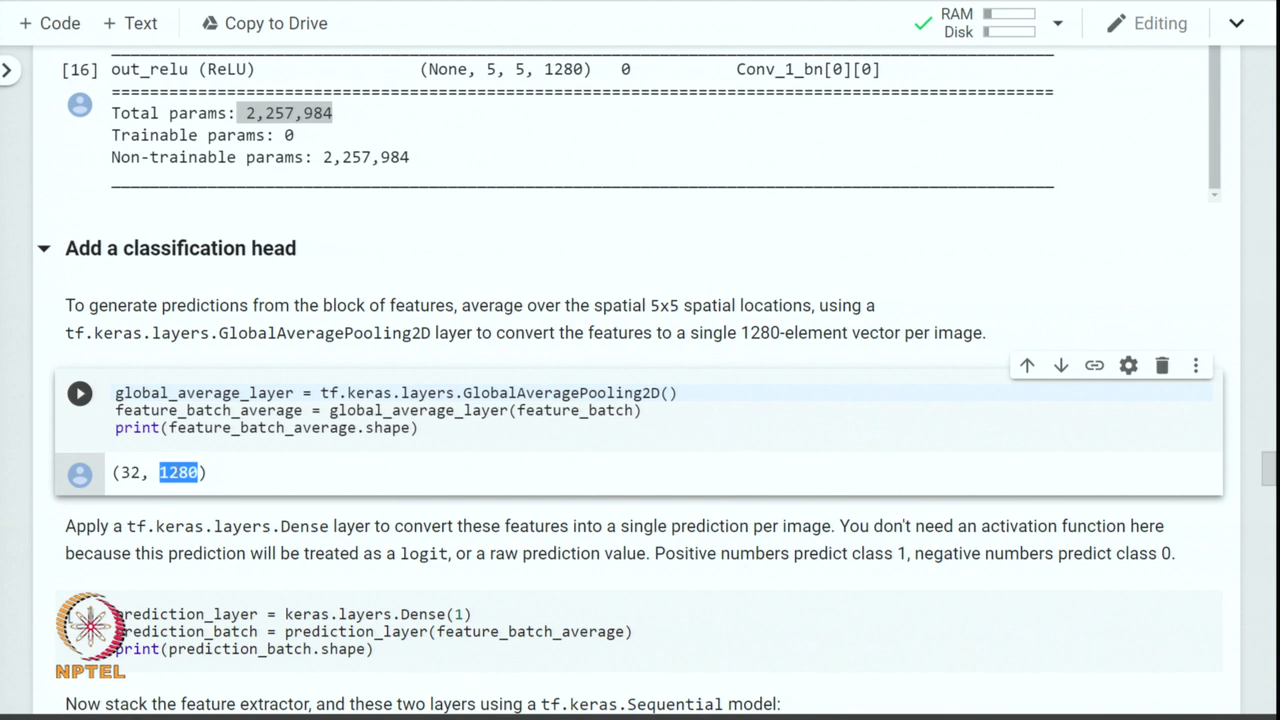 + Code + Text Copy to Drive RAM Disk Editing
[16] out_relu (ReLU) (None, 5, 5, 1280) 0 Conv_1_bn[0][0]
==================================================================================================
Total params: 2,257,984
Trainable params: 0
Non-trainable params: 2,257,984
Add a classification head
To generate predictions from the block of features, average over the spatial 5x5 spatial locations, using a
tf.keras.layers.GlobalAveragePooling2D layer to convert the features to a single 1280-element vector per image.
global_average_layer = tf.keras.layers.GlobalAveragePooling2D()
feature_batch_average = global_average_layer(feature_batch)
print(feature_batch_average.shape)
(32, 1280)
Apply a tf.keras.layers.Dense layer to convert these features into a single prediction per image. You don't need an activation function here
because this prediction will be treated as a logit, or a raw prediction value. Positive numbers predict class 1, negative numbers predict class 0.
prediction_layer = keras.layers.Dense(1)
prediction_batch = prediction_layer(feature_batch_average)
print(prediction_batch.shape)
NPTEL
Now stack the feature extractor, and these two layers using a tf.keras.Sequential model: